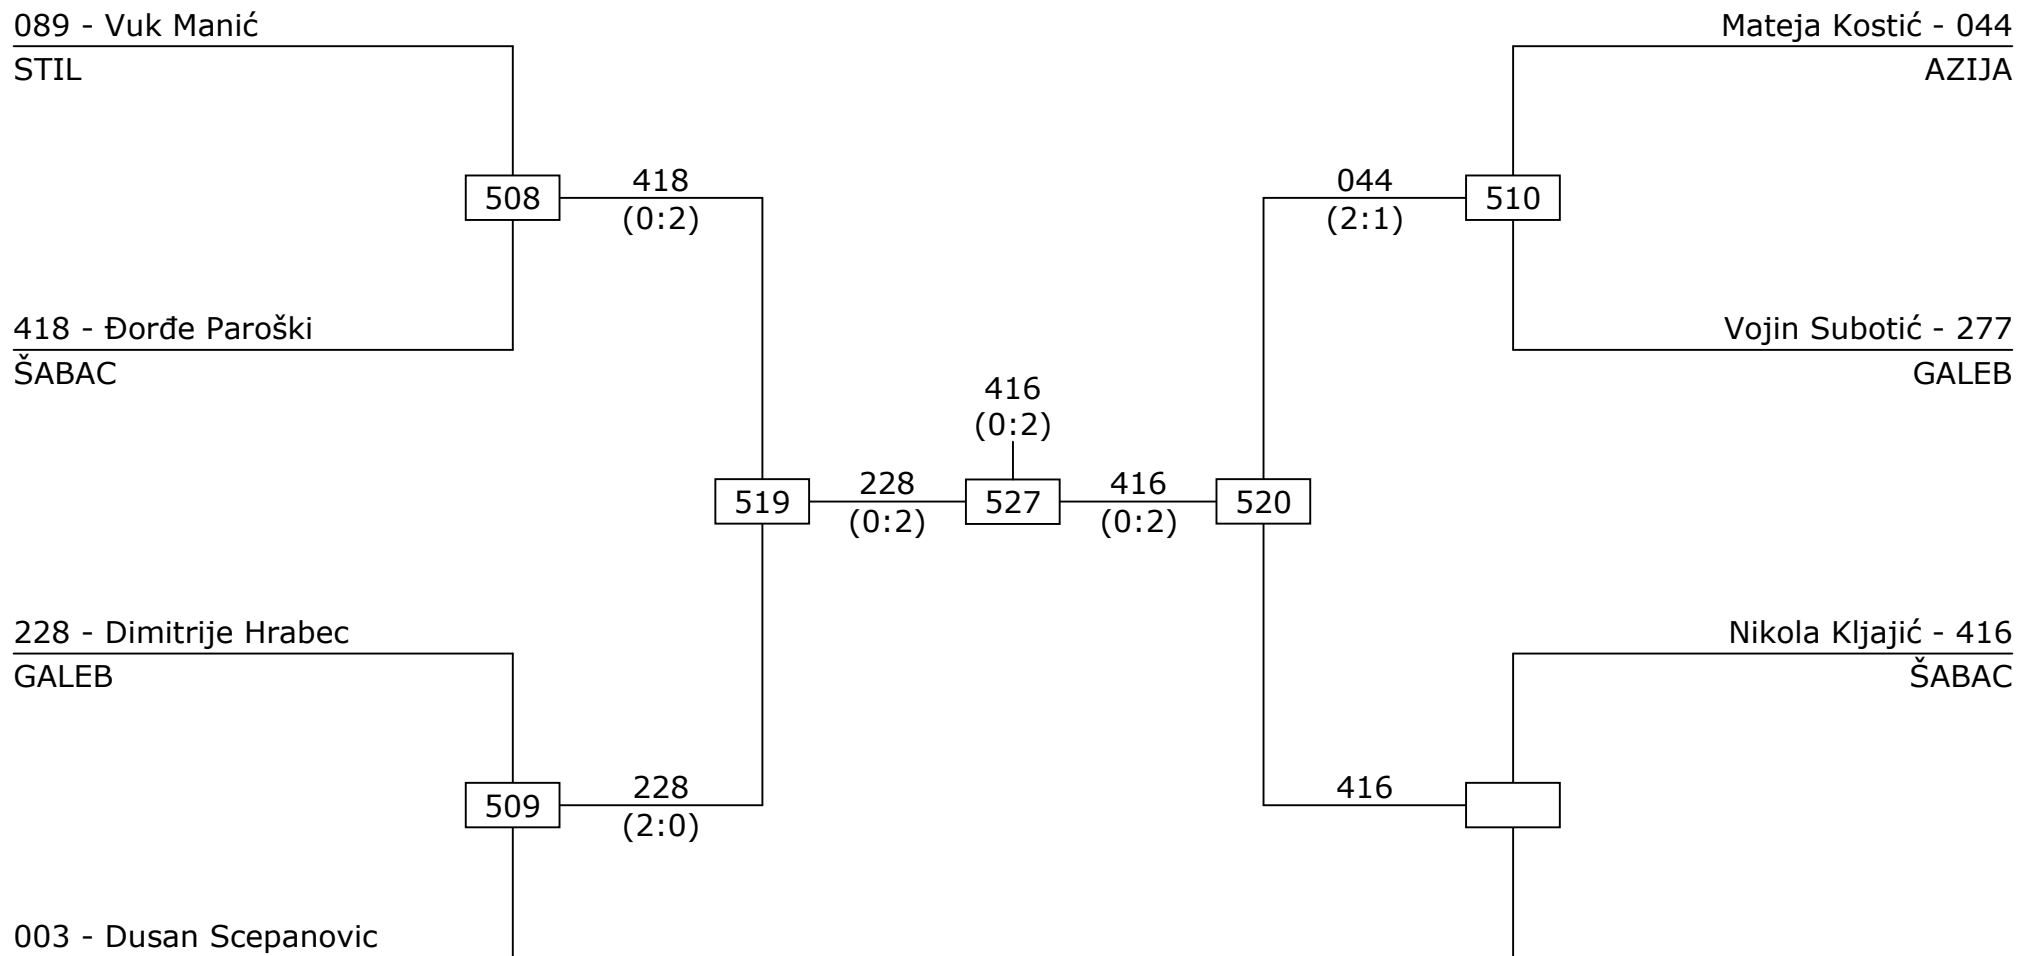 089 - Vuk Manić
STIL
Mateja Kostić - 044
AZIJA
508
418
(0:2)
044
(2:1)
510
418 - Đorđe Paroški
ŠABAC
Vojin Subotić - 277
GALEB
416
(0:2)
519
228
(0:2)
527
416
(0:2)
520
228 - Dimitrije Hrabec
GALEB
Nikola Kljajić - 416
ŠABAC
509
228
(2:0)
416
003 - Dusan Scepanovic